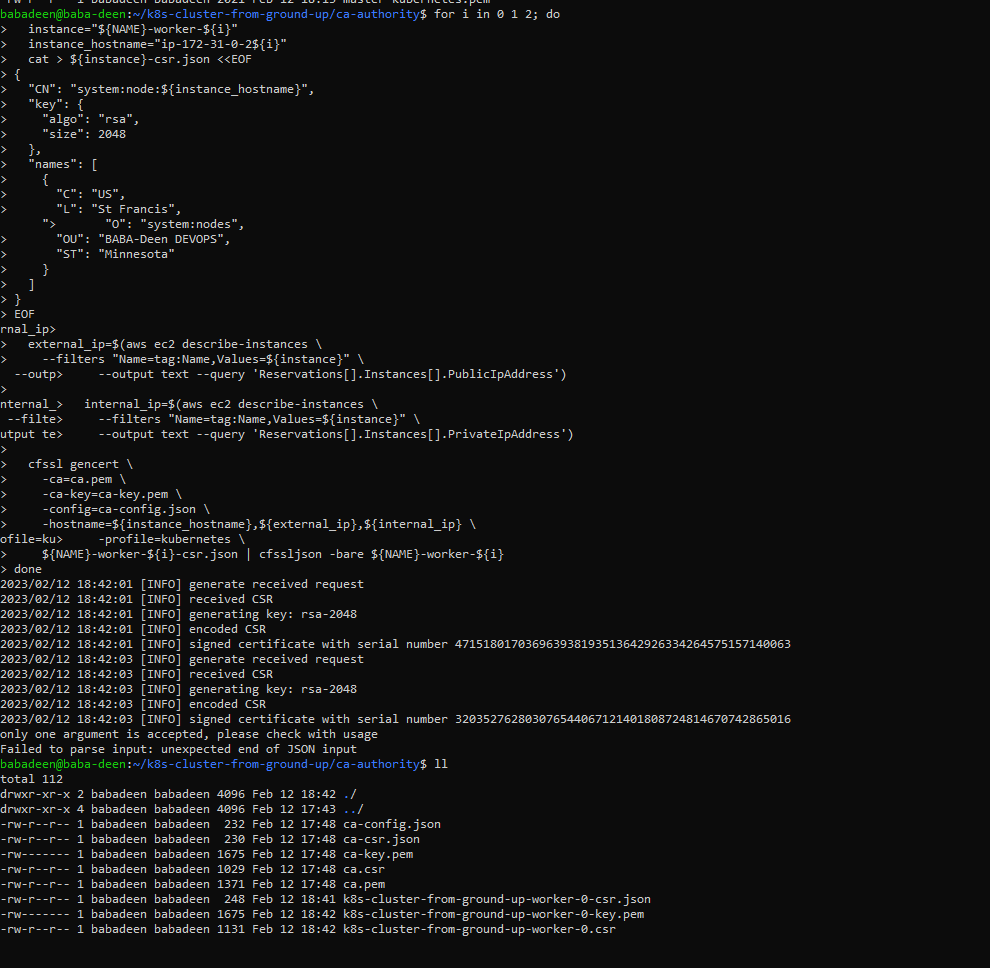 babadeen@baba-deen:~/k8s-cluster-from-ground-up/ca-authority$ for i in 0 1 2; do
>   instance="${NAME}-worker-${i}"
>   instance_hostname="ip-172-31-0-2${i}"
>   cat > ${instance}-csr.json <<EOF
> {
>   "CN": "system:node:${instance_hostname}",
>   "key": {
>     "algo": "rsa",
>     "size": 2048
>   },
>   "names": [
>     {
>       "C": "US",
>       "L": "St Francis",
      ">       "O": "system:nodes",
>       "OU": "BABA-Deen DEVOPS",
>       "ST": "Minnesota"
>     }
>   ]
> }
> EOF
rnal_ip>
>   external_ip=$(aws ec2 describe-instances \
>     --filters "Name=tag:Name,Values=${instance}" \
  --outp>     --output text --query 'Reservations[].Instances[].PublicIpAddress')
>
nternal_>   internal_ip=$(aws ec2 describe-instances \
 --filte>     --filters "Name=tag:Name,Values=${instance}" \
utput te>     --output text --query 'Reservations[].Instances[].PrivateIpAddress')
>
>   cfssl gencert \
>     -ca=ca.pem \
>     -ca-key=ca-key.pem \
>     -config=ca-config.json \
>     -hostname=${instance_hostname},${external_ip},${internal_ip} \
ofile=ku>     -profile=kubernetes \
>     ${NAME}-worker-${i}-csr.json | cfssljson -bare ${NAME}-worker-${i}
> done
2023/02/12 18:42:01 [INFO] generate received request
2023/02/12 18:42:01 [INFO] received CSR
2023/02/12 18:42:01 [INFO] generating key: rsa-2048
2023/02/12 18:42:01 [INFO] encoded CSR
2023/02/12 18:42:01 [INFO] signed certificate with serial number 471518017036963938193513642926334264575157140063
2023/02/12 18:42:03 [INFO] generate received request
2023/02/12 18:42:03 [INFO] received CSR
2023/02/12 18:42:03 [INFO] generating key: rsa-2048
2023/02/12 18:42:03 [INFO] encoded CSR
2023/02/12 18:42:03 [INFO] signed certificate with serial number 320352762803076544067121401808724814670742865016
only one argument is accepted, please check with usage
Failed to parse input: unexpected end of JSON input
babadeen@baba-deen:~/k8s-cluster-from-ground-up/ca-authority$ ll
total 112
drwxr-xr-x 2 babadeen babadeen 4096 Feb 12 18:42 ./
drwxr-xr-x 4 babadeen babadeen 4096 Feb 12 17:43 ../
-rw-r--r-- 1 babadeen babadeen  232 Feb 12 17:48 ca-config.json
-rw-r--r-- 1 babadeen babadeen  230 Feb 12 17:48 ca-csr.json
-rw------- 1 babadeen babadeen 1675 Feb 12 17:48 ca-key.pem
-rw-r--r-- 1 babadeen babadeen 1029 Feb 12 17:48 ca.csr
-rw-r--r-- 1 babadeen babadeen 1371 Feb 12 17:48 ca.pem
-rw-r--r-- 1 babadeen babadeen  248 Feb 12 18:41 k8s-cluster-from-ground-up-worker-0-csr.json
-rw------- 1 babadeen babadeen 1675 Feb 12 18:42 k8s-cluster-from-ground-up-worker-0-key.pem
-rw-r--r-- 1 babadeen babadeen 1131 Feb 12 18:42 k8s-cluster-from-ground-up-worker-0.csr